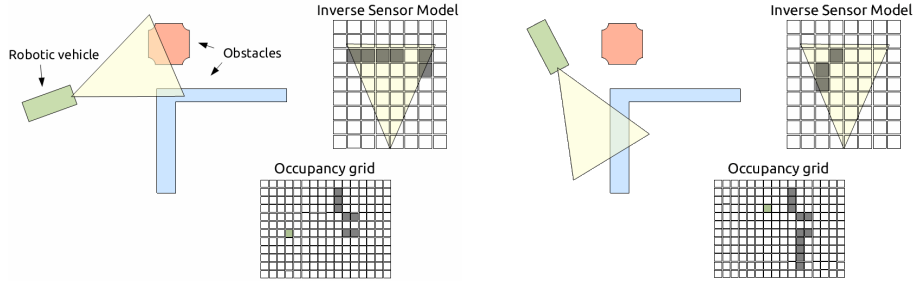 Inverse Sensor Model
Robotic vehicle
Obstacles
Occupancy grid
Inverse Sensor Model
Occupancy grid